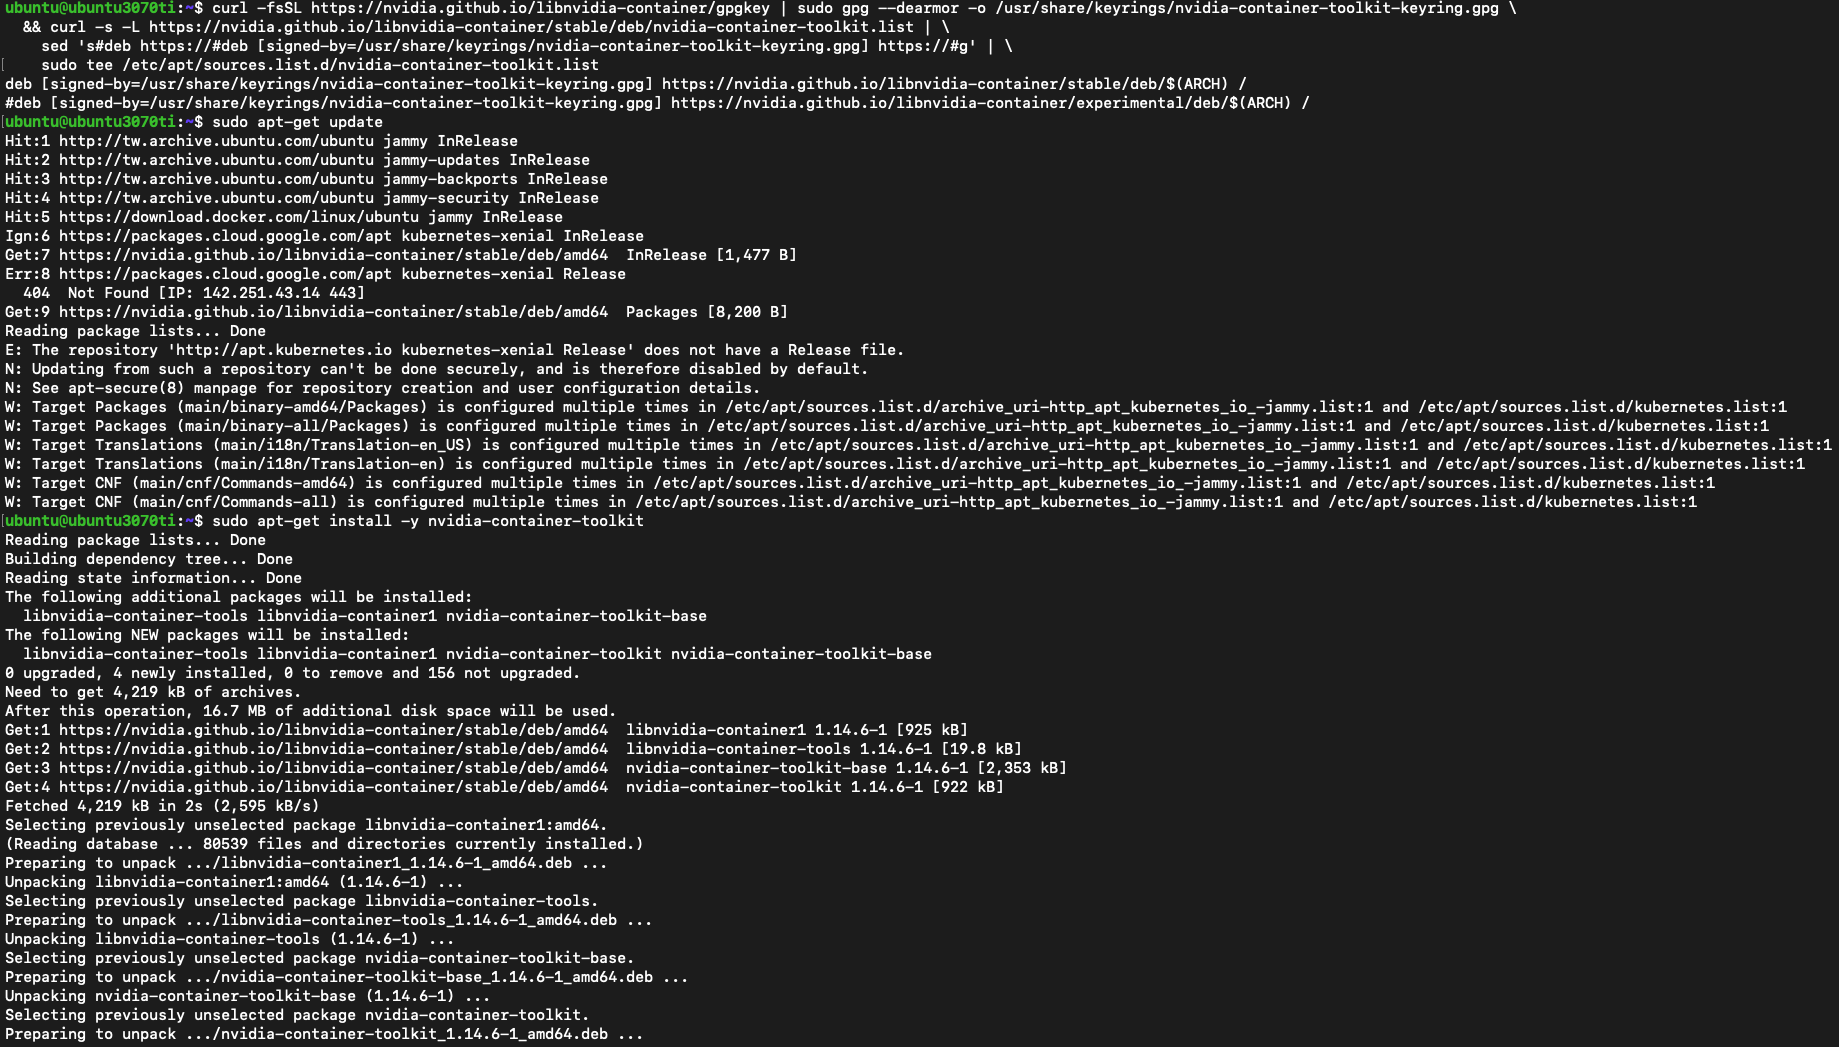 ubuntu@ubuntu3070ti:~$ curl -fsSL https://nvidia.github.io/libnvidia-container/gpgkey | sudo gpg --dearmor -o /usr/share/keyrings/nvidia-container-toolkit-keyring.gpg \
  && curl -s -L https://nvidia.github.io/libnvidia-container/stable/deb/nvidia-container-toolkit.list | \
    sed 's#deb https://#deb [signed-by=/usr/share/keyrings/nvidia-container-toolkit-keyring.gpg] https://#g' | \
[   sudo tee /etc/apt/sources.list.d/nvidia-container-toolkit.list
deb [signed-by=/usr/share/keyrings/nvidia-container-toolkit-keyring.gpg] https://nvidia.github.io/libnvidia-container/stable/deb/$(ARCH) /
#deb [signed-by=/usr/share/keyrings/nvidia-container-toolkit-keyring.gpg] https://nvidia.github.io/libnvidia-container/experimental/deb/$(ARCH) /
[ubuntu@ubuntu3070ti:~$ sudo apt-get update
Hit:1 http://tw.archive.ubuntu.com/ubuntu jammy InRelease
Hit:2 http://tw.archive.ubuntu.com/ubuntu jammy-updates InRelease
Hit:3 http://tw.archive.ubuntu.com/ubuntu jammy-backports InRelease
Hit:4 http://tw.archive.ubuntu.com/ubuntu jammy-security InRelease
Hit:5 https://download.docker.com/linux/ubuntu jammy InRelease
Ign:6 https://packages.cloud.google.com/apt kubernetes-xenial InRelease
Get:7 https://nvidia.github.io/libnvidia-container/stable/deb/amd64  InRelease [1,477 B]
Err:8 https://packages.cloud.google.com/apt kubernetes-xenial Release
  404  Not Found [IP: 142.251.43.14 443]
Get:9 https://nvidia.github.io/libnvidia-container/stable/deb/amd64  Packages [8,200 B]
Reading package lists... Done
E: The repository 'http://apt.kubernetes.io kubernetes-xenial Release' does not have a Release file.
N: Updating from such a repository can't be done securely, and is therefore disabled by default.
N: See apt-secure(8) manpage for repository creation and user configuration details.
W: Target Packages (main/binary-amd64/Packages) is configured multiple times in /etc/apt/sources.list.d/archive_uri-http_apt_kubernetes_io_-jammy.list:1 and /etc/apt/sources.list.d/kubernetes.list:1
W: Target Packages (main/binary-all/Packages) is configured multiple times in /etc/apt/sources.list.d/archive_uri-http_apt_kubernetes_io_-jammy.list:1 and /etc/apt/sources.list.d/kubernetes.list:1
W: Target Translations (main/i18n/Translation-en_US) is configured multiple times in /etc/apt/sources.list.d/archive_uri-http_apt_kubernetes_io_-jammy.list:1 and /etc/apt/sources.list.d/kubernetes.list:1
W: Target Translations (main/i18n/Translation-en) is configured multiple times in /etc/apt/sources.list.d/archive_uri-http_apt_kubernetes_io_-jammy.list:1 and /etc/apt/sources.list.d/kubernetes.list:1
W: Target CNF (main/cnf/Commands-amd64) is configured multiple times in /etc/apt/sources.list.d/archive_uri-http_apt_kubernetes_io_-jammy.list:1 and /etc/apt/sources.list.d/kubernetes.list:1
W: Target CNF (main/cnf/Commands-all) is configured multiple times in /etc/apt/sources.list.d/archive_uri-http_apt_kubernetes_io_-jammy.list:1 and /etc/apt/sources.list.d/kubernetes.list:1
[ubuntu@ubuntu3070ti:~$ sudo apt-get install -y nvidia-container-toolkit
Reading package lists... Done
Building dependency tree... Done
Reading state information... Done
The following additional packages will be installed:
  libnvidia-container-tools libnvidia-container1 nvidia-container-toolkit-base
The following NEW packages will be installed:
  libnvidia-container-tools libnvidia-container1 nvidia-container-toolkit nvidia-container-toolkit-base
0 upgraded, 4 newly installed, 0 to remove and 156 not upgraded.
Need to get 4,219 kB of archives.
After this operation, 16.7 MB of additional disk space will be used.
Get:1 https://nvidia.github.io/libnvidia-container/stable/deb/amd64  libnvidia-container1 1.14.6-1 [925 kB]
Get:2 https://nvidia.github.io/libnvidia-container/stable/deb/amd64  libnvidia-container-tools 1.14.6-1 [19.8 kB]
Get:3 https://nvidia.github.io/libnvidia-container/stable/deb/amd64  nvidia-container-toolkit-base 1.14.6-1 [2,353 kB]
Get:4 https://nvidia.github.io/libnvidia-container/stable/deb/amd64  nvidia-container-toolkit 1.14.6-1 [922 kB]
Fetched 4,219 kB in 2s (2,595 kB/s)
Selecting previously unselected package libnvidia-container1:amd64.
(Reading database ... 80539 files and directories currently installed.)
Preparing to unpack .../libnvidia-container1_1.14.6-1_amd64.deb ...
Unpacking libnvidia-container1:amd64 (1.14.6-1) ...
Selecting previously unselected package libnvidia-container-tools.
Preparing to unpack .../libnvidia-container-tools_1.14.6-1_amd64.deb ...
Unpacking libnvidia-container-tools (1.14.6-1) ...
Selecting previously unselected package nvidia-container-toolkit-base.
Preparing to unpack .../nvidia-container-toolkit-base_1.14.6-1_amd64.deb ...
Unpacking nvidia-container-toolkit-base (1.14.6-1) ...
Selecting previously unselected package nvidia-container-toolkit.
Preparing to unpack .../nvidia-container-toolkit_1.14.6-1_amd64.deb ...